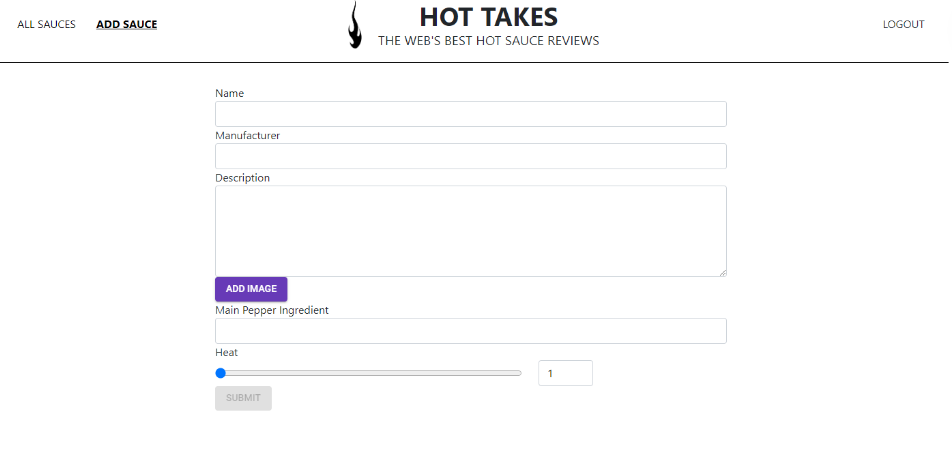 ALL SAUCES
ADD SAUCE
HOT TAKES
THE WEB'S BEST HOT SAUCE REVIEWS
LOGOUT
Name
Manufacturer
Description
ADD IMAGE
Main Pepper Ingredient
Heat
1
SUBMIT